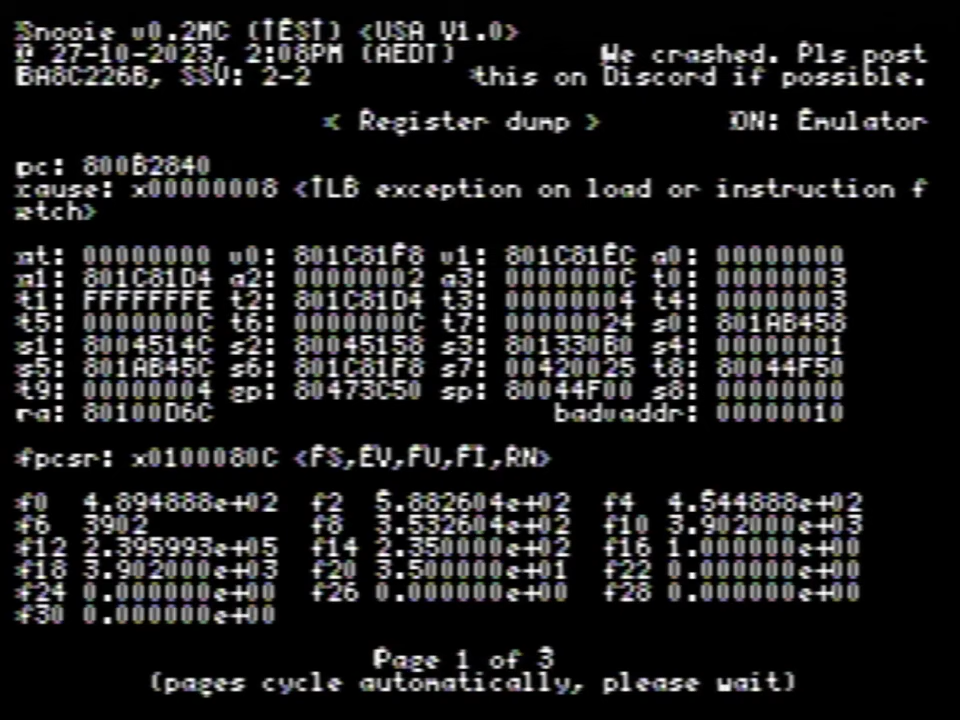 Snooie v0.2MC (TEST) <USA V1.0>
@ 27-10-2023, 2:08PM (AEDT) We crashed. Pls post
BA8C226B, SSV: 2-2 this on Discord if possible.
< Register dump > ON: Emulator
pc: 800B2840
cause: x00000008 <TLB exception on load or instruction f
etch>
at: 00000000 v0: 801C81F8 v1: 801C81EC a0: 00000000
a1: 801C81D4 a2: 00000002 a3: 0000000C t0: 00000003
t1: FFFFFFFE t2: 801C81D4 t3: 00000004 t4: 00000003
t5: 0000000C t6: 0000000C t7: 00000024 s0: 801AB458
s1: 8004514C s2: 80045158 s3: 801330B0 s4: 00000001
s5: 801AB45C s6: 801C81F8 s7: 00420025 t8: 80044F50
t9: 00000004 gp: 80473C50 sp: 80044F00 s8: 00000000
ra: 80100D6C badvaddr: 00000010
fpcsr: x0100080C <FS,EV,FU,FI,RN>
f0 4.894888e+02 f2 5.882604e+02 f4 4.544888e+02
f6 3902 f8 3.532604e+02 f10 3.902000e+03
f12 2.395993e+05 f14 2.350000e+02 f16 1.000000e+00
f18 3.902000e+03 f20 3.500000e+01 f22 0.000000e+00
f24 0.000000e+00 f26 0.000000e+00 f28 0.000000e+00
f30 0.000000e+00
Page 1 of 3
(pages cycle automatically, please wait)